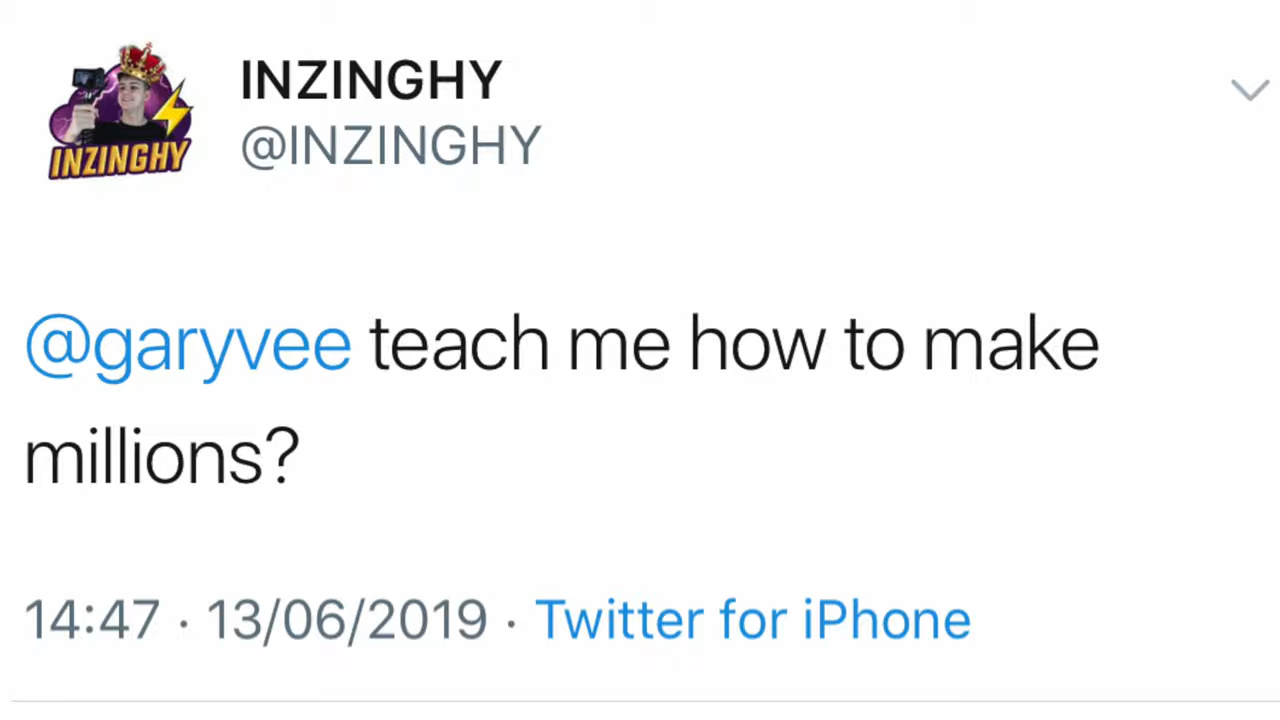 INZINGHY
INZINGHY
@INZINGHY
@garyvee teach me how to make
millions?
14:47 · 13/06/2019 · Twitter for iPhone